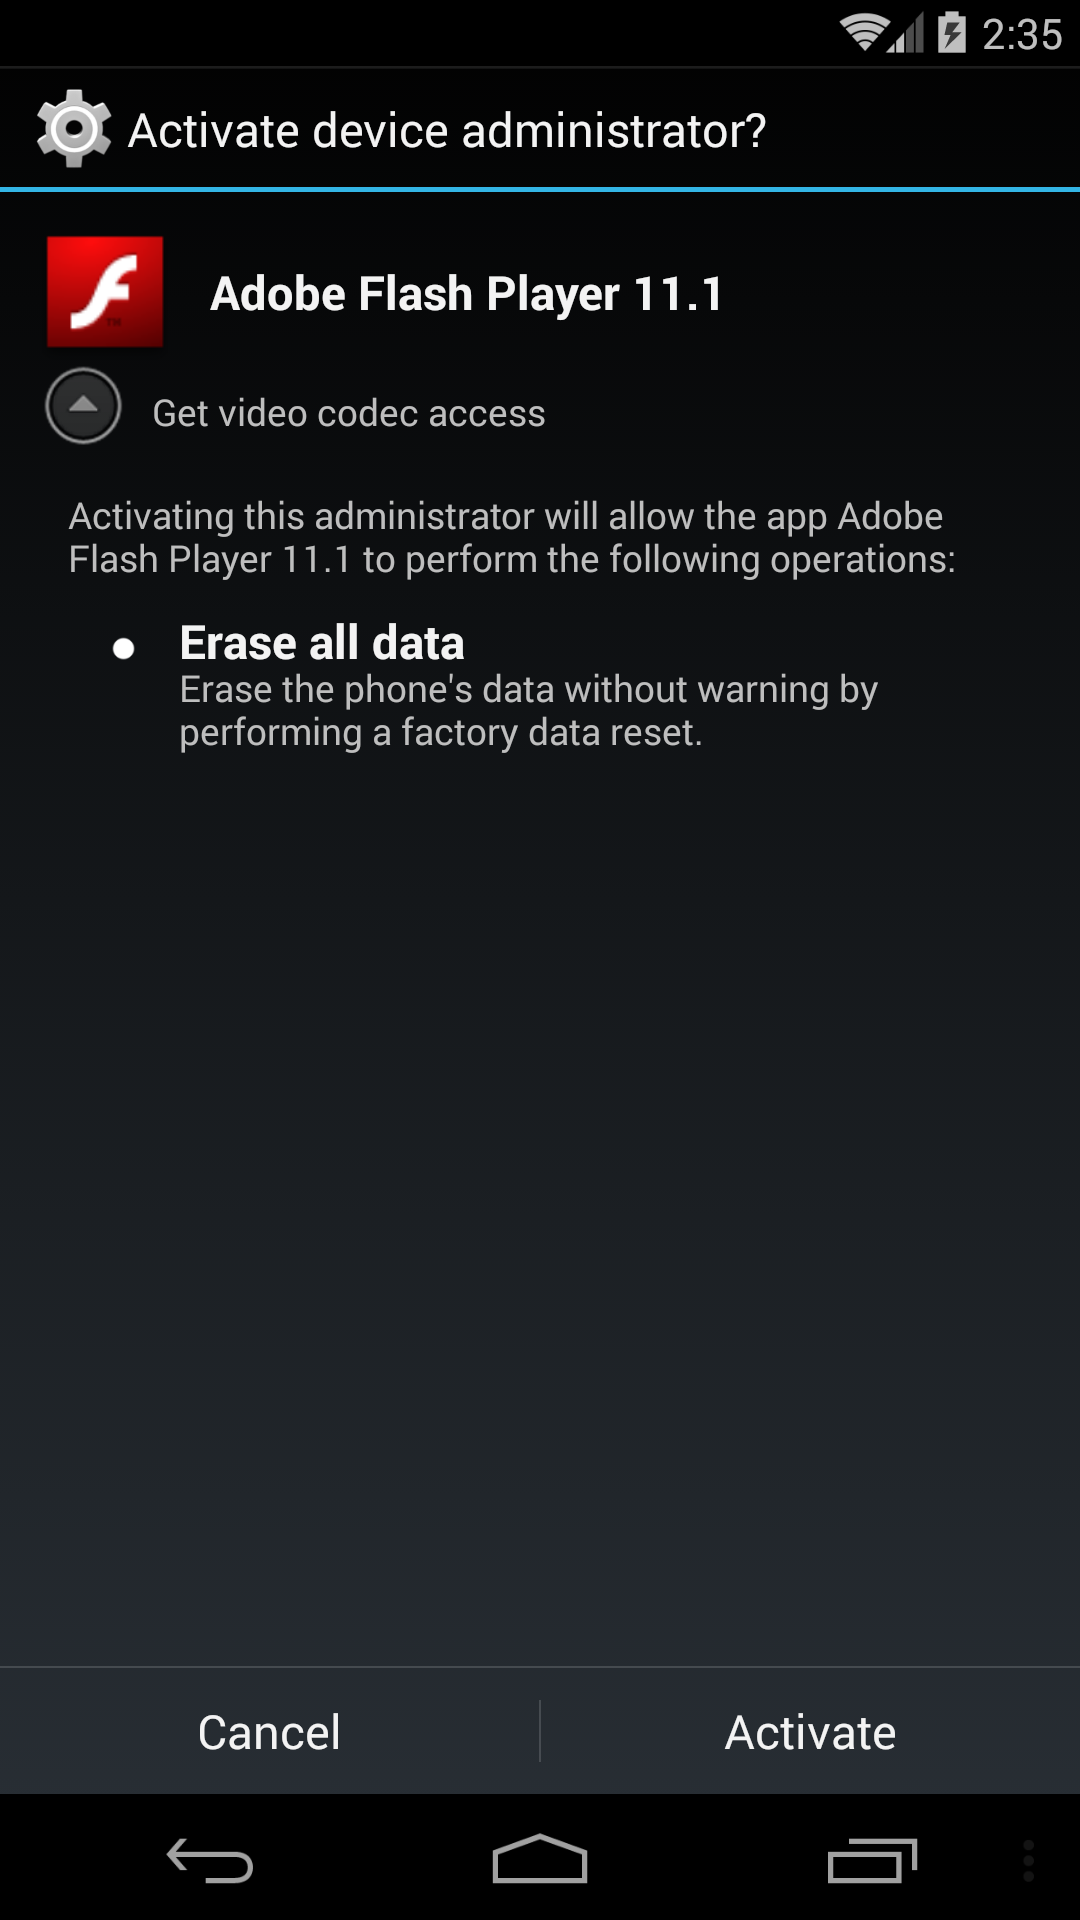 2:35
Activate device administrator?
Adobe Flash Player 11.1
Get video codec access
Activating this administrator will allow the app Adobe
Flash Player 11.1 to perform the following operations:
Erase all data
Erase the phone's data without warning by
performing a factory data reset.
Cancel
Activate